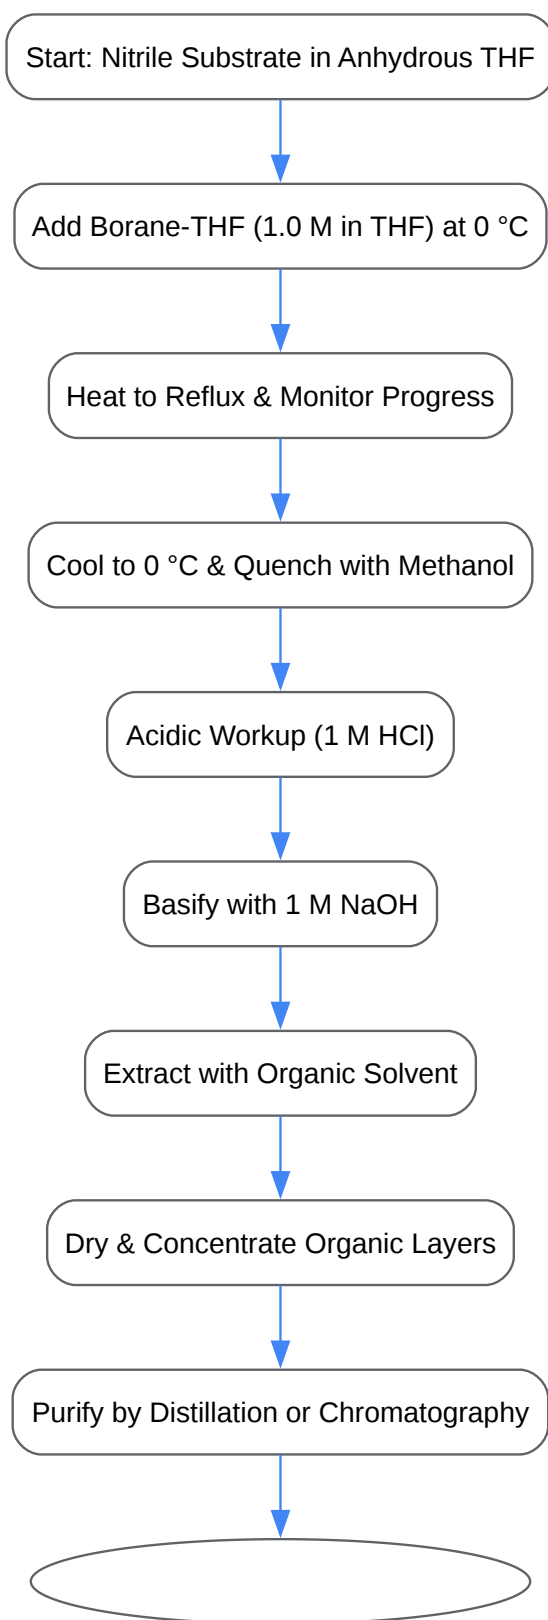 Start: Nitrile Substrate in Anhydrous THF
Add Borane-THF (1.0 M in THF) at 0 °C
Heat to Reflux & Monitor Progress
Cool to 0 °C & Quench with Methanol
Acidic Workup (1 M HCl)
Basify with 1 M NaOH
Extract with Organic Solvent
Dry & Concentrate Organic Layers
Purify by Distillation or Chromatography